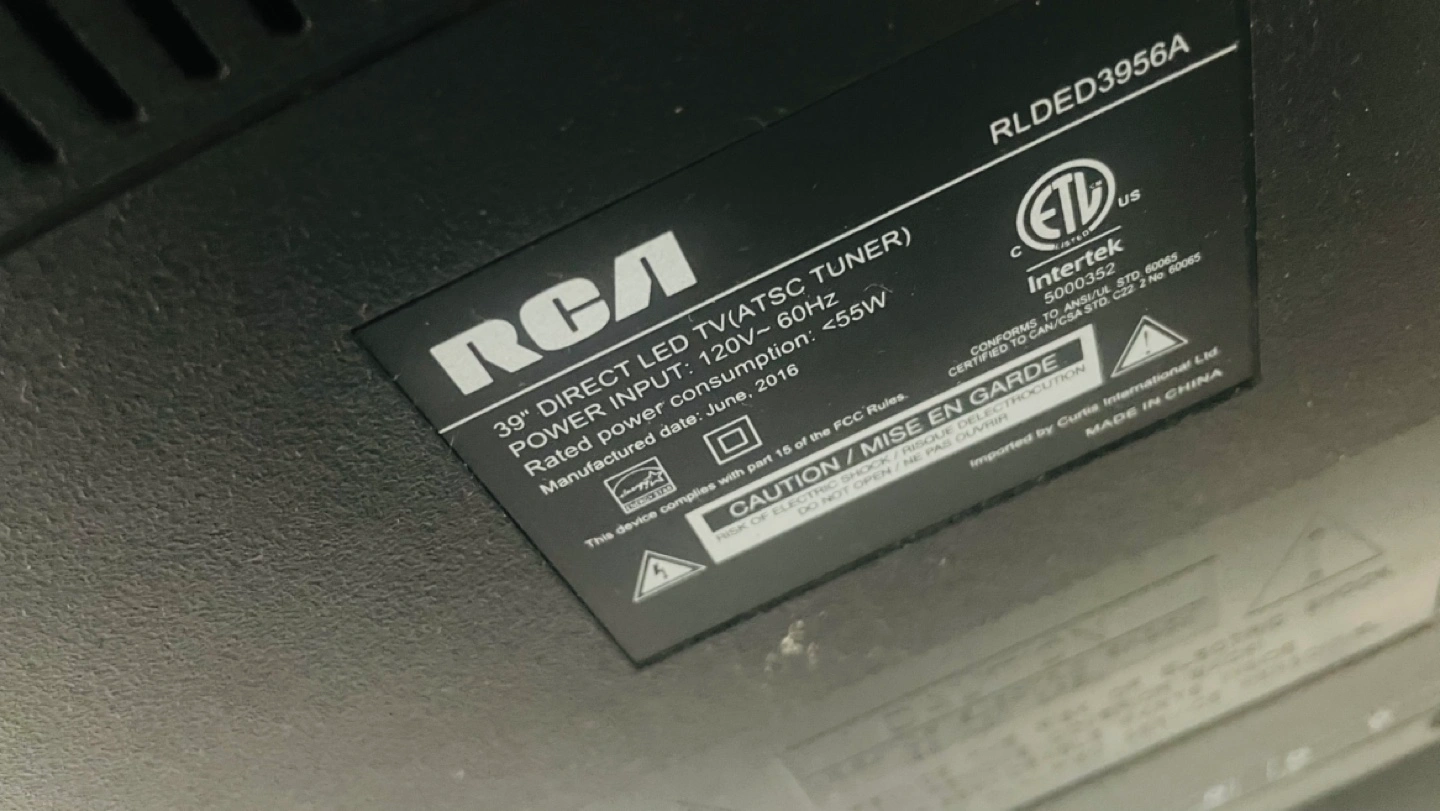 RLDED3956A
RCA
39" DIRECT LED TV(ATSC TUNER)
POWER INPUT: 120V~ 60Hz
Rated power consumption: <55W
Manufactured date: June, 2016
ENERGY STAR
This device complies with part 15 of the FCC Rules.
ETL
LISTED
C US
Intertek
5000352
CONFORMS TO ANSI/UL STD. 60065
CERTIFIED TO CAN/CSA STD. C22. 2 No. 60065
CAUTION / MISE EN GARDE
RISK OF ELECTRIC SHOCK / RISQUE DELECTROCUTION
DO NOT OPEN / NE PAS OUVRIR
Imported by Curtis International Ltd.
MADE IN CHINA